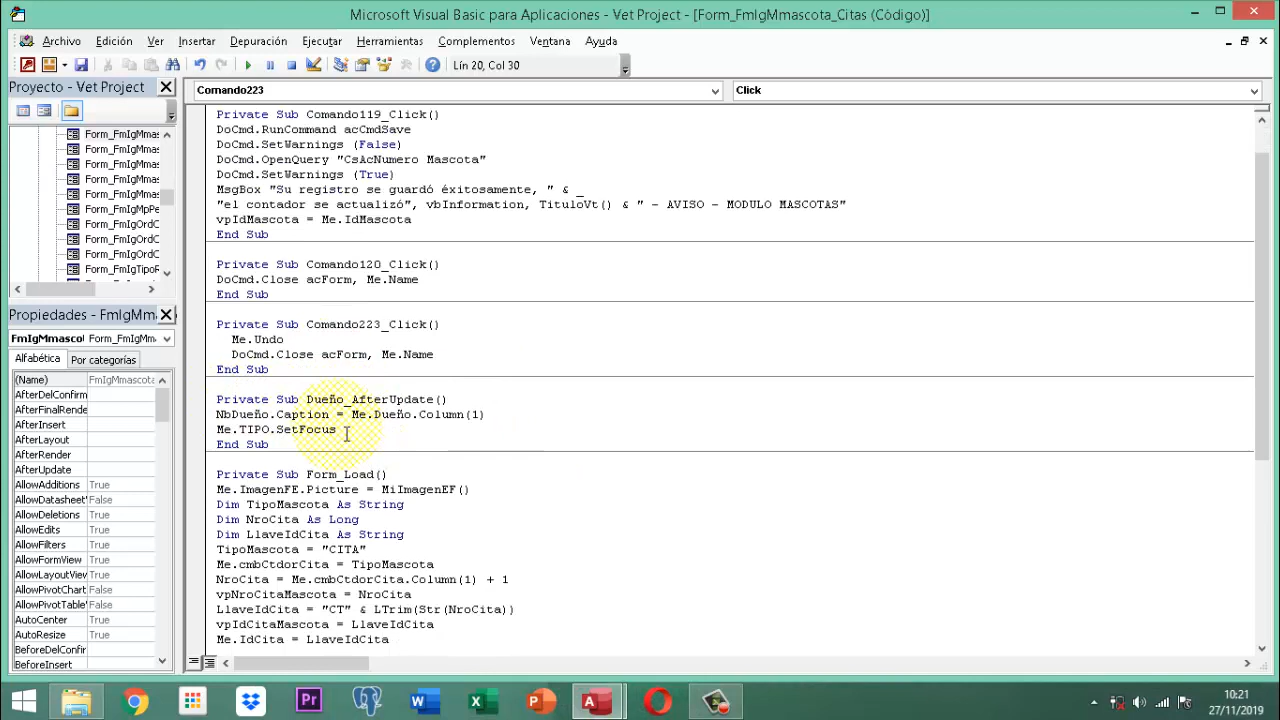 Microsoft Visual Basic para Aplicaciones - Vet Project - [Form_FmIgMmascota_Citas (Código)]
Archivo Edición Ver Insertar Depuración Ejecutar Herramientas Complementos Ventana Ayuda
Lín 20, Col 30
Proyecto - Vet Project
Comando223 Click
Form_FmIgMmas
Form_FmIgMmas
Form_FmIgMmas
Form_FmIgMmas
Form_FmIgMmas
Form_FmIgMpPe
Form_FmIgOrdC
Form_FmIgOrdC
Form_FmIgOrdC
Form_FmIgTipoR
Private Sub Comando119_Click()
DoCmd.RunCommand acCmdSave
DoCmd.SetWarnings (False)
DoCmd.OpenQuery "CsAcNumero Mascota"
DoCmd.SetWarnings (True)
MsgBox "Su registro se guardó éxitosamente, " & _
"el contador se actualizó", vbInformation, TituloVt() & " - AVISO - MODULO MASCOTAS"
vpIdMascota = Me.IdMascota
End Sub
Private Sub Comando120_Click()
DoCmd.Close acForm, Me.Name
End Sub
Private Sub Comando223_Click()
Me.Undo
DoCmd.Close acForm, Me.Name
End Sub
Private Sub Dueño_AfterUpdate()
NbDueño.Caption = Me.Dueño.Column(1)
Me.TIPO.SetFocus
End Sub
Private Sub Form_Load()
Me.ImagenFE.Picture = MiImagenEF()
Dim TipoMascota As String
Dim NroCita As Long
Dim LlaveIdCita As String
TipoMascota = "CITA"
Me.cmbCtdorCita = TipoMascota
NroCita = Me.cmbCtdorCita.Column(1) + 1
vpNroCitaMascota = NroCita
LlaveIdCita = "CT" & LTrim(Str(NroCita))
vpIdCitaMascota = LlaveIdCita
Me.IdCita = LlaveIdCita
Propiedades - FmIgMm
FmIgMmascol Form_FmIgMm
Alfabética Por categorías
(Name) FmIgMmascota
AfterDelConfirm
AfterFinalRende
AfterInsert
AfterLayout
AfterRender
AfterUpdate
AllowAdditions True
AllowDatasheet False
AllowDeletions True
AllowEdits True
AllowFilters True
AllowFormView True
AllowLayoutView True
AllowPivotChart False
AllowPivotTable False
AutoCenter True
AutoResize True
BeforeDelConfir
BeforeInsert
Pr
10:21
27/11/2019